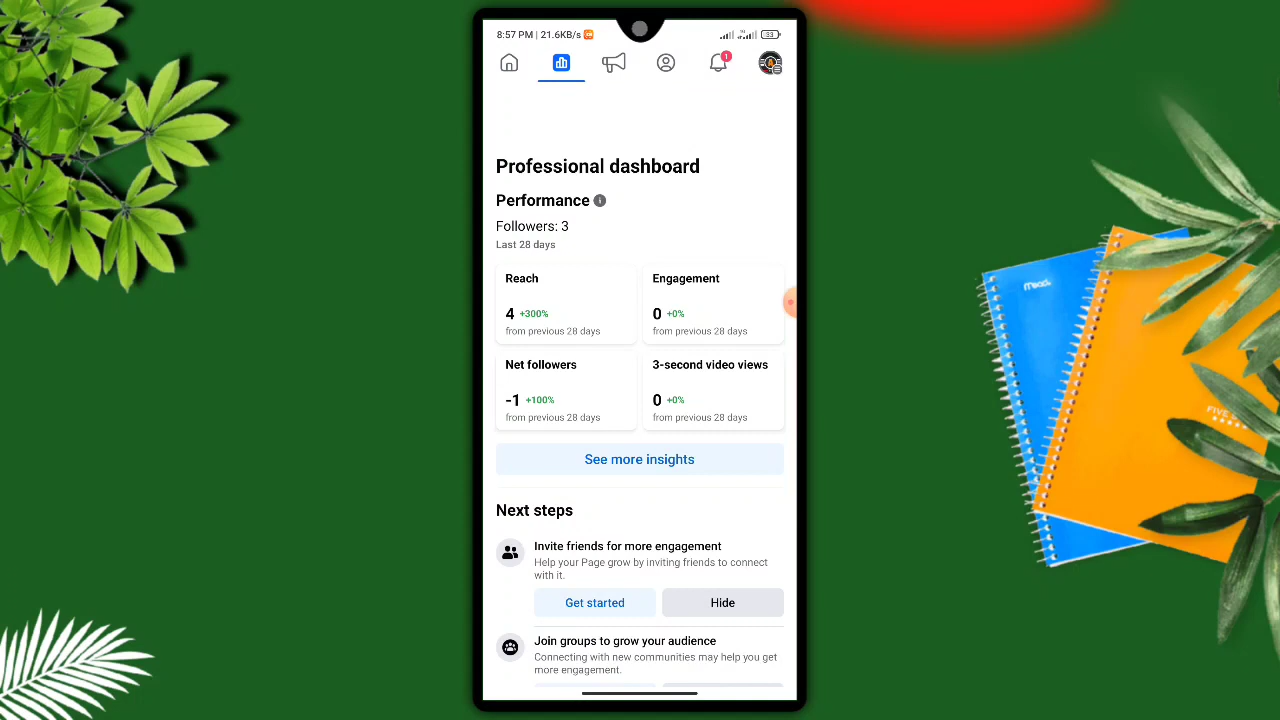 8:57 PM | 21.6KB/s
33
1
Professional dashboard
Performance
Followers: 3
Last 28 days
Reach
Engagement
4 +300%
0 +0%
from previous 28 days
from previous 28 days
Net followers
3-second video views
-1 +100%
0 +0%
from previous 28 days
from previous 28 days
See more insights
Next steps
Invite friends for more engagement
Help your Page grow by inviting friends to connect
with it.
Get started
Hide
Join groups to grow your audience
Connecting with new communities may help you get
more engagement.
Mead
FIVE